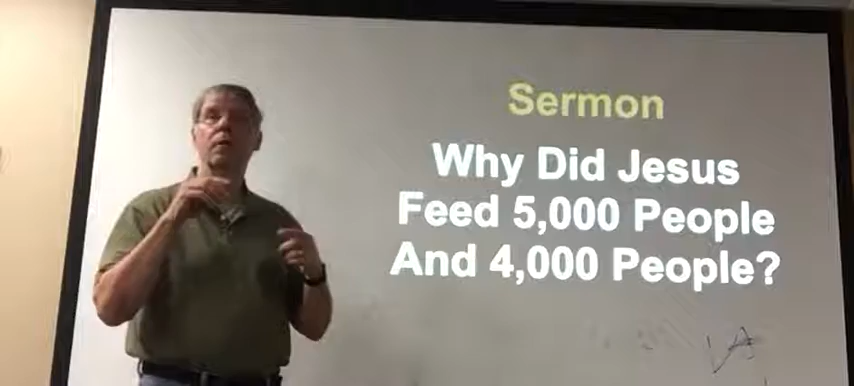 Sermon
Why Did Jesus
Feed 5,000 People
And 4,000 People?